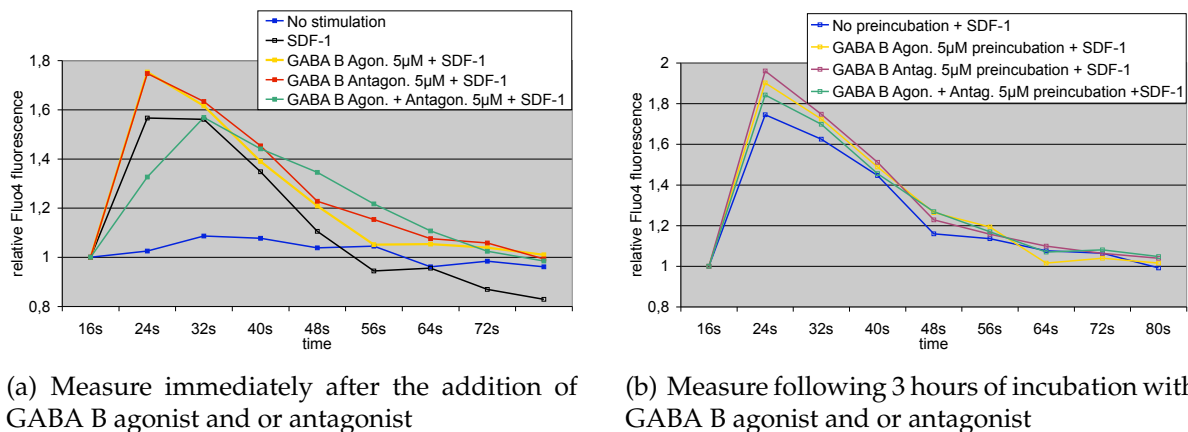 No stimulation
SDF-1
GABA B Agon. 5µM + SDF-1
GABA B Antagon. 5µM + SDF-1
GABA B Agon. + Antagon. 5µM + SDF-1
relative Fluo4 fluorescence
1,8
1,6
1,4
1,2
1
0,8
16s 24s 32s 40s 48s 56s 64s 72s
time
(a) Measure immediately after the addition of
GABA B agonist and or antagonist
No preincubation + SDF-1
GABA B Agon. 5µM preincubation + SDF-1
GABA B Antag. 5µM preincubation + SDF-1
GABA B Agon. + Antag. 5µM preincubation +SDF-1
relative Fluo4 fluorescence
2
1,8
1,6
1,4
1,2
1
0,8
16s 24s 32s 40s 48s 56s 64s 72s 80s
time
(b) Measure following 3 hours of incubation with
GABA B agonist and or antagonist